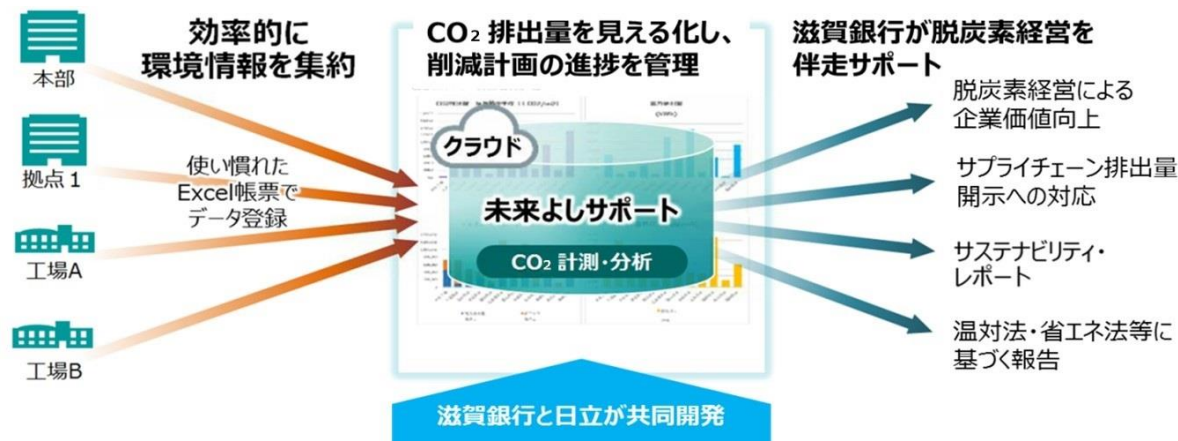 効率的に
環境情報を集約
CO₂ 排出量を見える化し、
削減計画の進捗を管理
滋賀銀行が脱炭素経営を
伴走サポート
本部
拠点1
工場A
工場B
使い慣れた
Excel帳票で
データ登録
クラウド
未来よしサポート
CO₂ 計測・分析
脱炭素経営による
企業価値向上
サプライチェーン排出量
開示への対応
サステナビリティ・
レポート
温対法・省エネ法等に
基づく報告
滋賀銀行と日立が共同開発